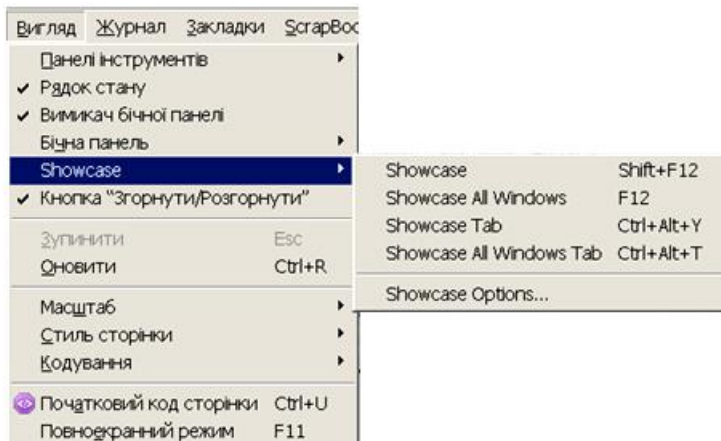 Вигляд Журнал Закладки ScrapBoo
Панелі інструментів
Рядок стану
Вимикач бічної панелі
Бічна панель
Showcase
Кнопка "Згорнути/Розгорнути"
Зупинити Esc
Оновити Ctrl+R
Масштаб
Стиль сторінки
Кодування
Початковий код сторінки Ctrl+U
Повноекранний режим F11
Showcase Shift+F12
Showcase All Windows F12
Showcase Tab Ctrl+Alt+Y
Showcase All Windows Tab Ctrl+Alt+T
Showcase Options...